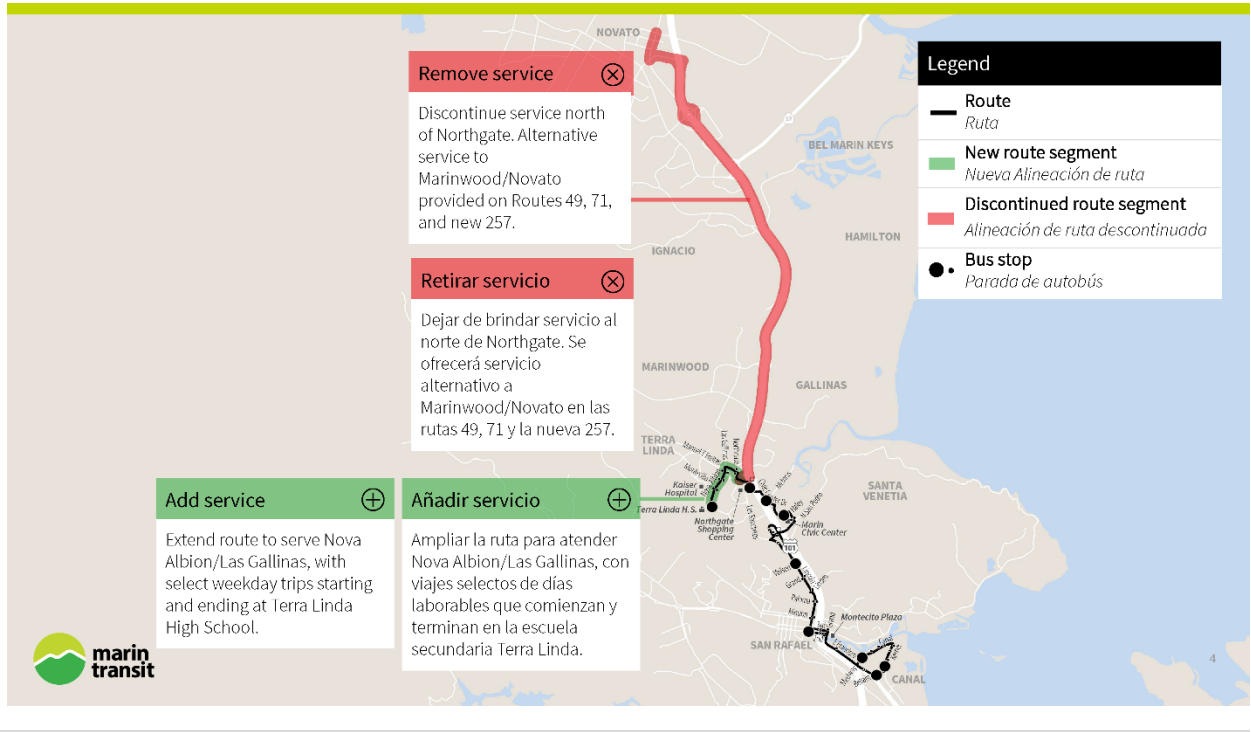 NOVATO
Remove service
Discontinue service north
of Northgate. Alternative
service to
Marinwood/Novato
provided on Routes 49, 71,
and new 257.
Retirar servicio
Dejar de brindar servicio al
norte de Northgate. Se
ofrecerá servicio
alternativo a
Marinwood/Novato en las
rutas 49, 71 y la nueva 257.
Add service
Extend route to serve Nova
Albion/Las Gallinas, with
select weekday trips starting
and ending at Terra Linda
High School.
Añadir servicio
Ampliar la ruta para atender
Nova Albion/Las Gallinas, con
viajes selectos de días
laborables que comienzan y
terminan en la escuela
secundaria Terra Linda.
Legend
Route
Ruta
New route segment
Nueva Alineación de ruta
Discontinued route segment
Alineación de ruta descontinuada
Bus stop
Parada de autobús
BEL MARIN KEYS
HAMILTON
IGNACIO
MARINWOOD
GALLINAS
TERRA
LINDA
Kaiser
Hospital
Terra Linda H.S.
Northgate
Shopping
Center
SANTA
VENETIA
Marin
Civic Center
101
Montecito Plaza
SAN RAFAEL
CANAL
marin
transit
4